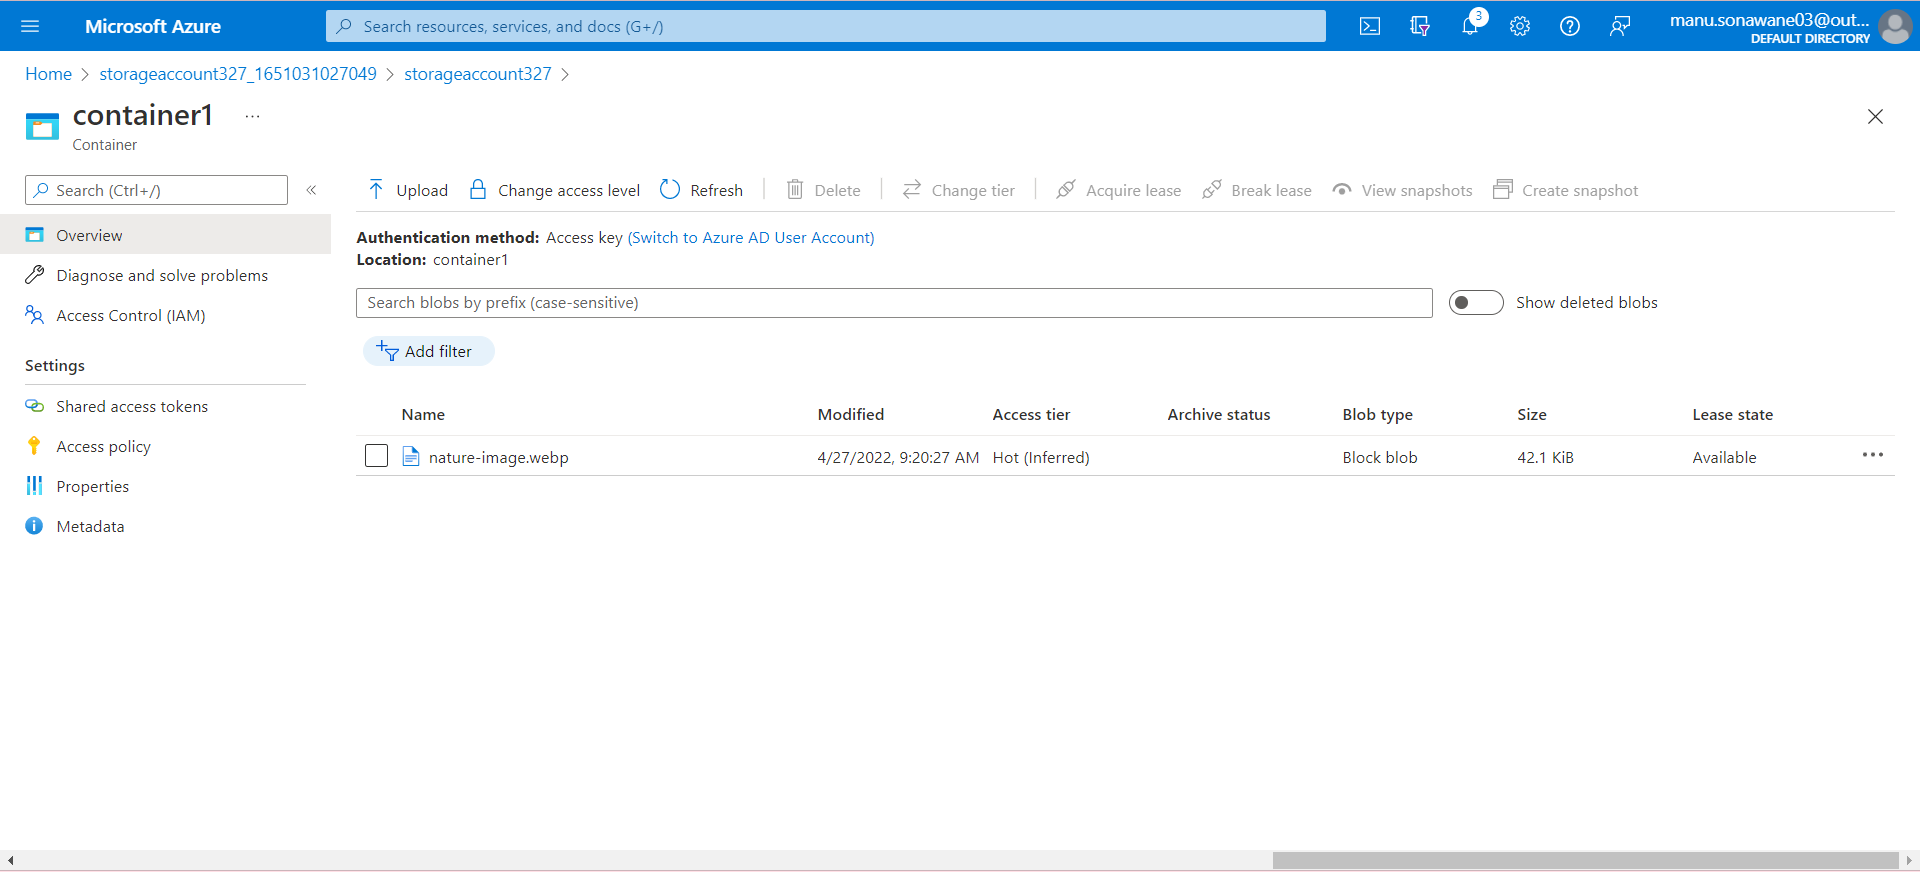 Microsoft Azure
Search resources, services, and docs (G+/)
3
manu.sonawane03@out...
DEFAULT DIRECTORY
Home > storageaccount327_1651031027049 > storageaccount327 >
container1 ...
Container
Search (Ctrl+/) «
Upload Change access level Refresh Delete Change tier Acquire lease Break lease View snapshots Create snapshot
Overview
Diagnose and solve problems
Access Control (IAM)
Settings
Shared access tokens
Access policy
Properties
Metadata
Authentication method: Access key (Switch to Azure AD User Account)
Location: container1
Search blobs by prefix (case-sensitive) Show deleted blobs
Add filter
Name Modified Access tier Archive status Blob type Size Lease state
nature-image.webp 4/27/2022, 9:20:27 AM Hot (Inferred) Block blob 42.1 KiB Available ...